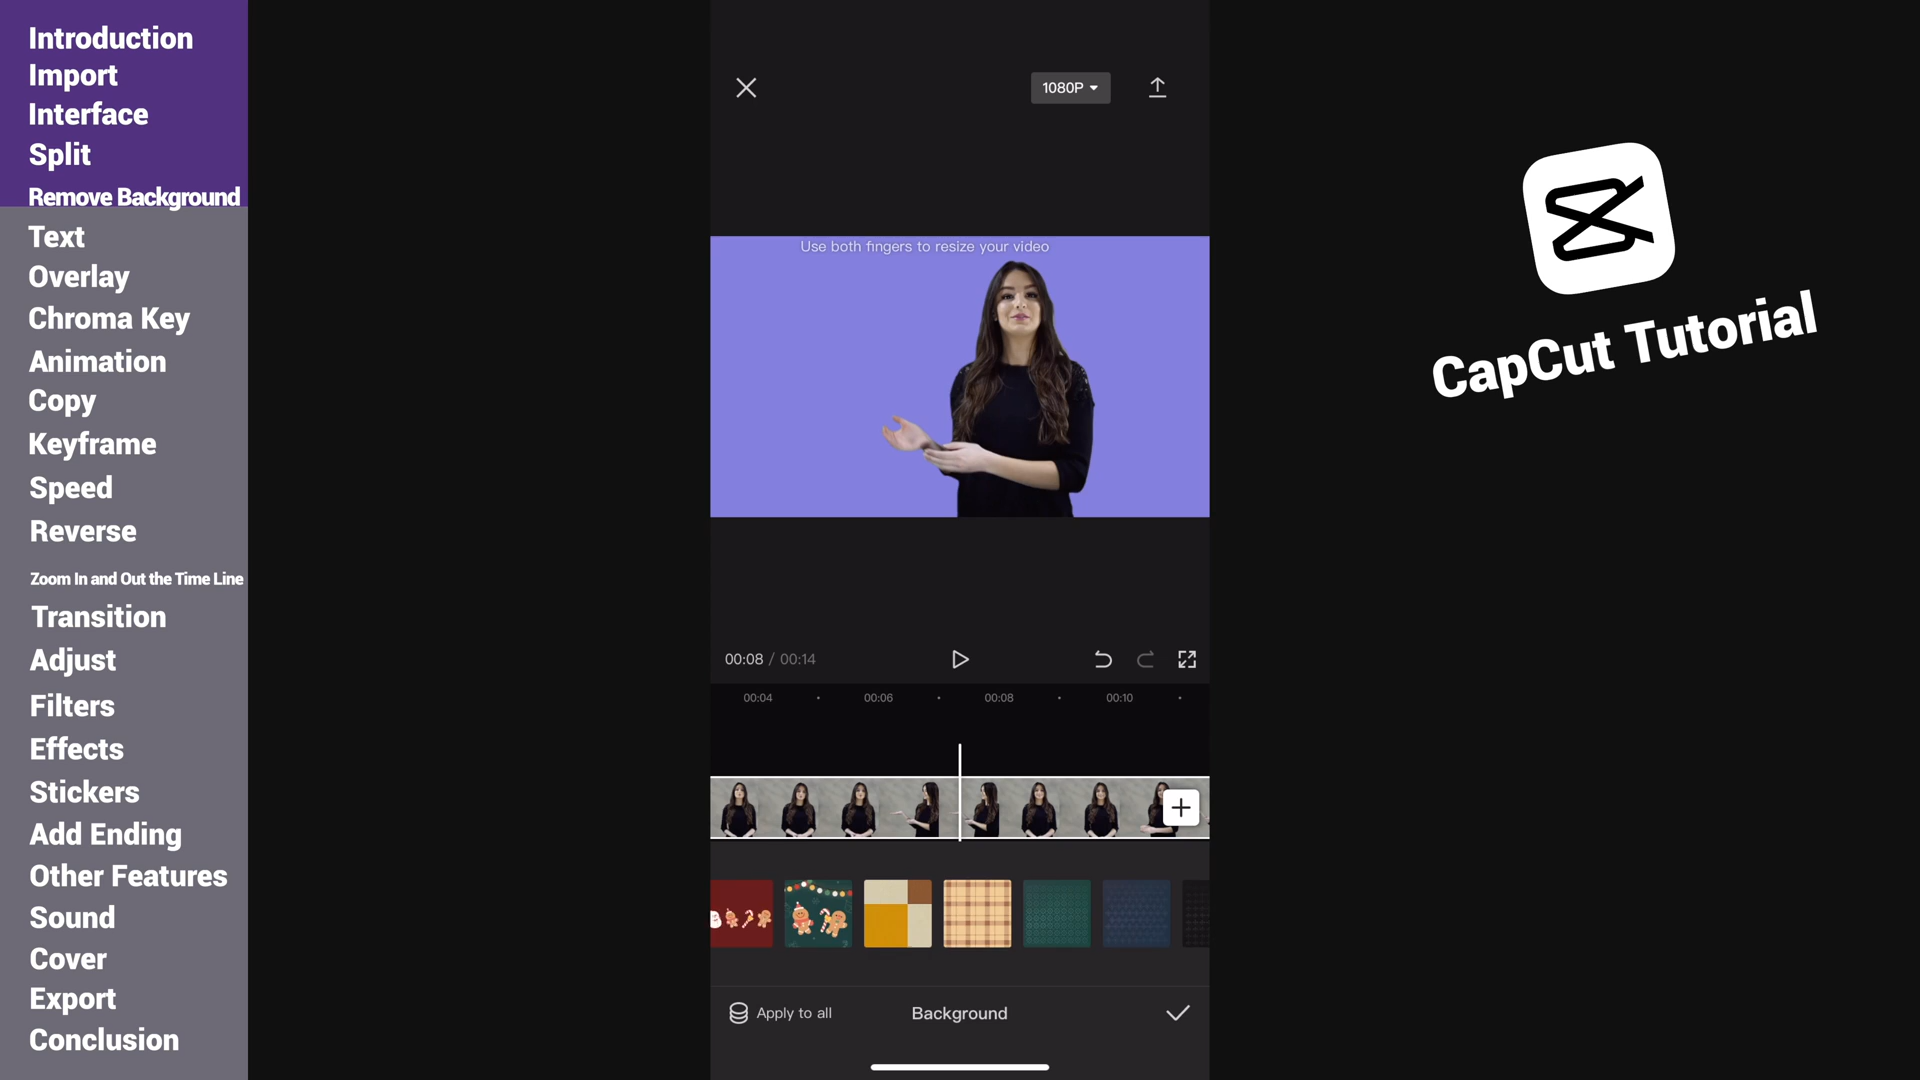 Introduction
Import
Interface
Split
Remove Background
Text
Overlay
Chroma Key
Animation
Copy
Keyframe
Speed
Reverse
Zoom In and Out the Time Line
Transition
Adjust
Filters
Effects
Stickers
Add Ending
Other Features
Sound
Cover
Export
Conclusion
1080P
Use both fingers to resize your video
00:08 / 00:14
00:04
00:06
00:08
00:10
Apply to all
Background
CapCut Tutorial